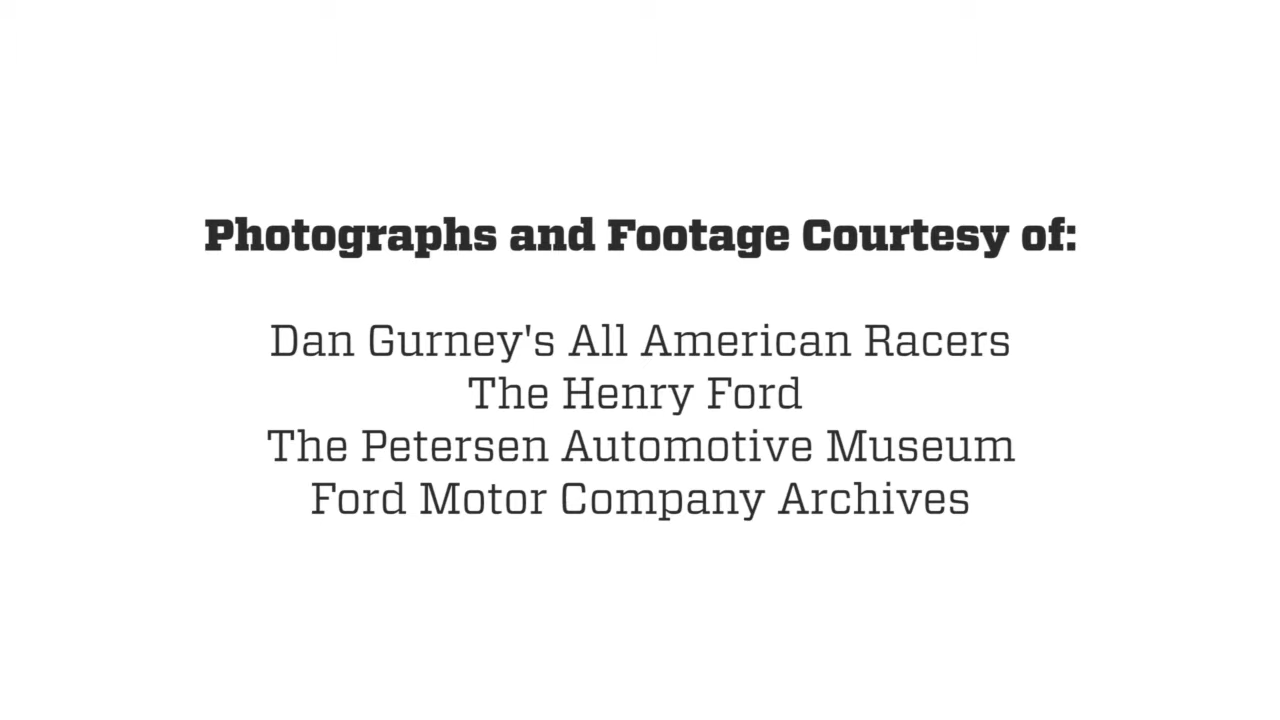 Photographs and Footage Courtesy of:
Dan Gurney's All American Racers
The Henry Ford
The Petersen Automotive Museum
Ford Motor Company Archives